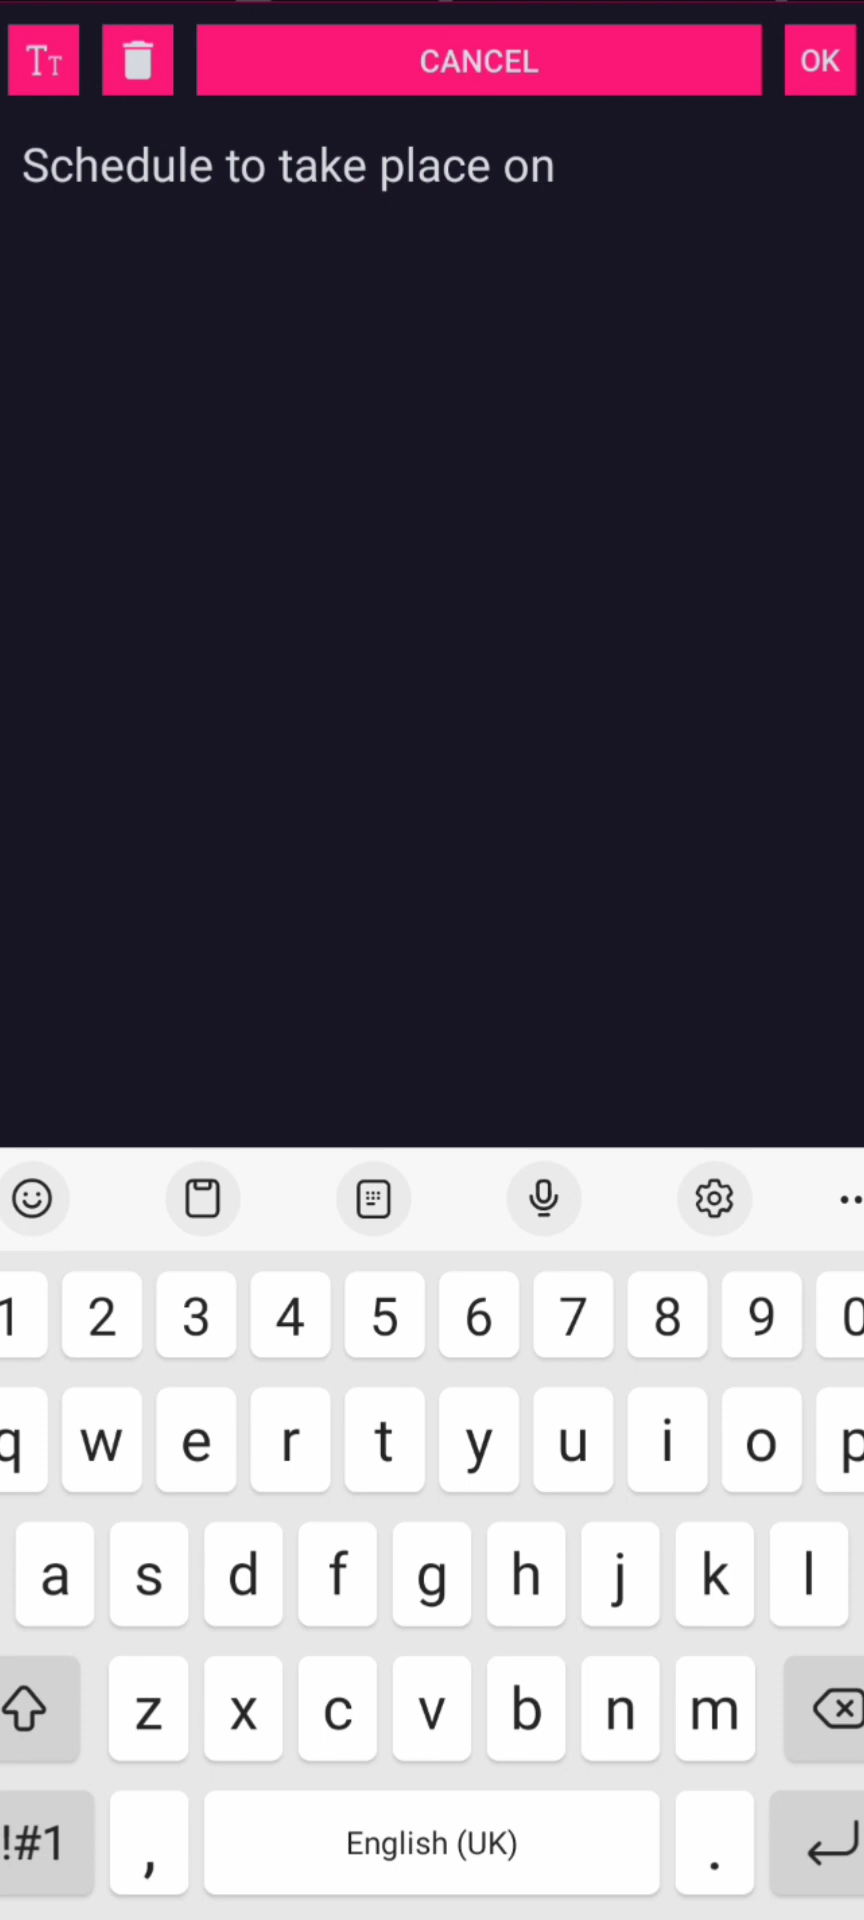 TT
CANCEL
OK
Schedule to take place on
1 2 3 4 5 6 7 8 9 0
q w e r t y u i o p
a s d f g h j k l
z x c v b n m
!#1 , English (UK) .